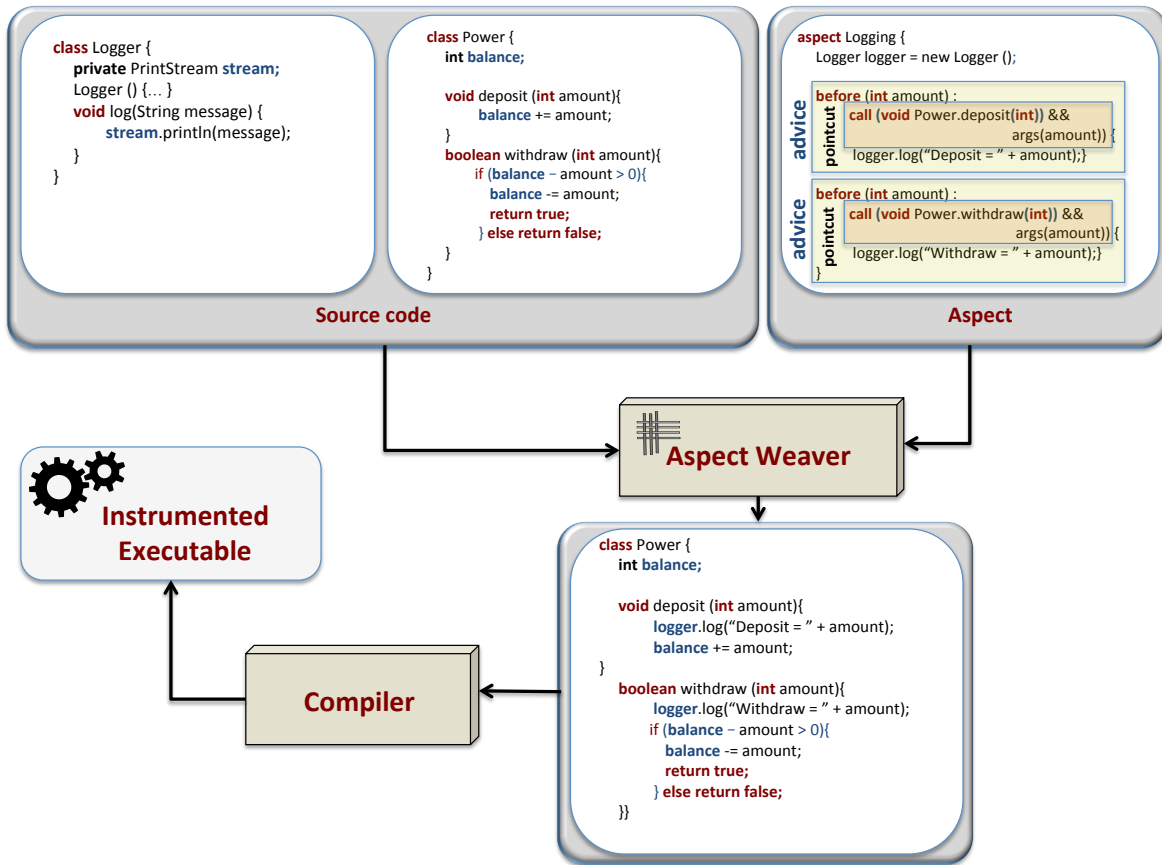 class Logger {
private PrintStream stream;
Logger () {... }
void log(String message) {
stream.println(message);
}
}
class Power {
int balance;
void deposit (int amount){
balance += amount;
}
boolean withdraw (int amount){
if (balance – amount > 0){
balance -= amount;
return true;
} else return false;
}
}
Source code
aspect Logging {
Logger logger = new Logger ();
advice
pointcut
before (int amount) :
call (void Power.deposit(int)) &&
args(amount)) {
logger.log(“Deposit = ” + amount);}
advice
pointcut
before (int amount) :
call (void Power.withdraw(int)) &&
args(amount)) {
logger.log(“Withdraw = ” + amount);}
}
Aspect
Aspect Weaver
Instrumented
Executable
class Power {
int balance;
void deposit (int amount){
logger.log(“Deposit = ” + amount);
balance += amount;
}
boolean withdraw (int amount){
logger.log(“Withdraw = ” + amount);
if (balance – amount > 0){
balance -= amount;
return true;
} else return false;
}}
Compiler